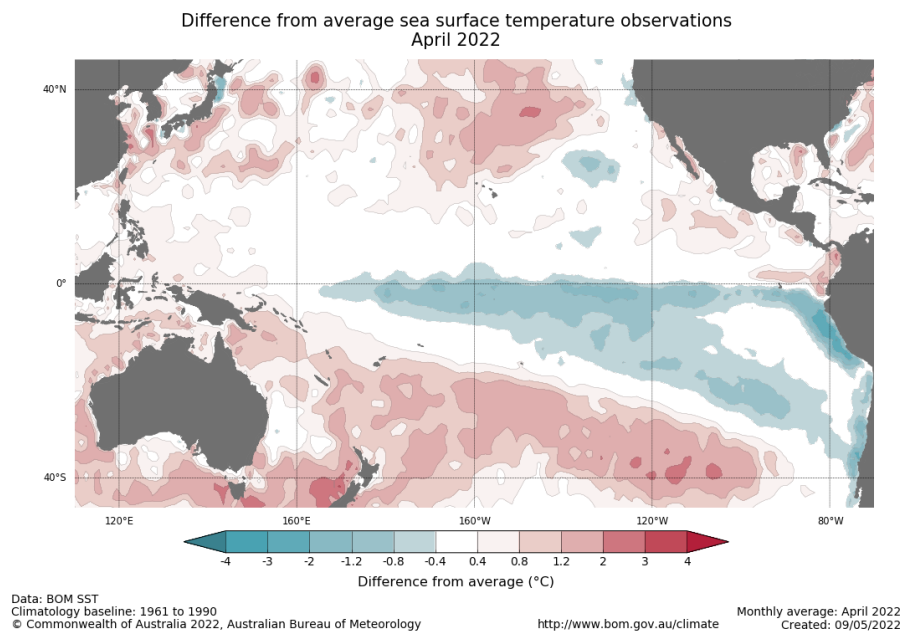 Difference from average sea surface temperature observations
April 2022
40°N
0°
40°S
120°E 160°E 160°W 120°W 80°W
-4 -3 -2 -1.2 -0.8 -0.4 0.4 0.8 1.2 2 3 4
Difference from average (°C)
Data: BOM SST
Climatology baseline: 1961 to 1990
© Commonwealth of Australia 2022, Australian Bureau of Meteorology
http://www.bom.gov.au/climate
Monthly average: April 2022
Created: 09/05/2022